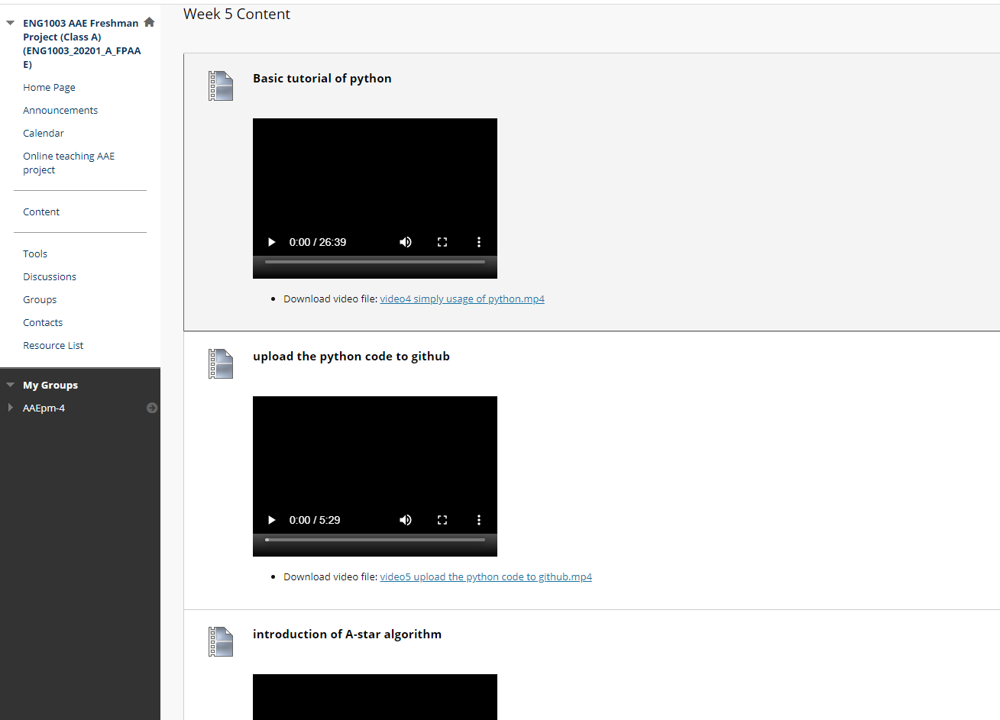 ENG1003 AAE Freshman
Project (Class A)
(ENG1003_20201_A_FPAA
E)
Home Page
Announcements
Calendar
Online teaching AAE
project
Content
Tools
Discussions
Groups
Contacts
Resource List
My Groups
AAEpm-4
Week 5 Content
Basic tutorial of python
0:00 / 26:39
Download video file: video4 simply usage of python.mp4
upload the python code to github
0:00 / 5:29
Download video file: video5 upload the python code to github.mp4
introduction of A-star algorithm